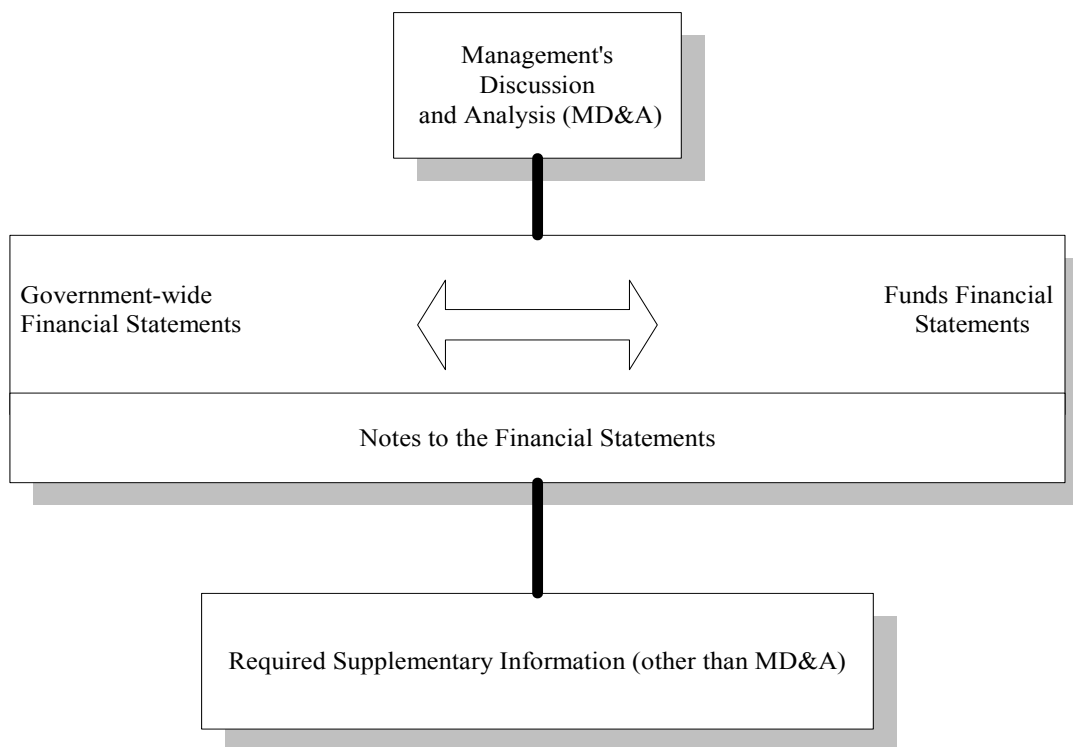 Management's
Discussion
and Analysis (MD&A)
Government-wide
Financial Statements
Funds Financial
Statements
Notes to the Financial Statements
Required Supplementary Information (other than MD&A)